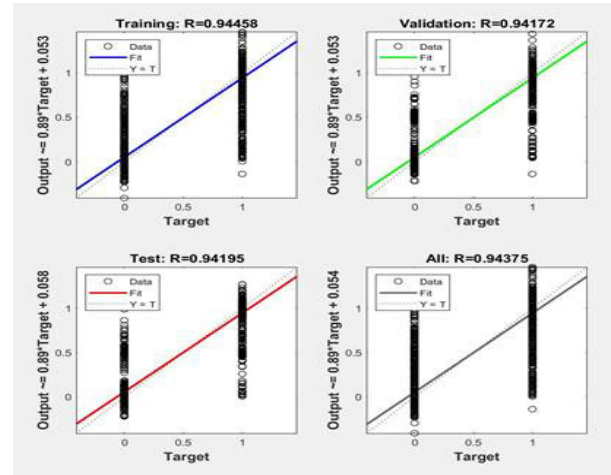 Training: R=0.94458
Output ~= 0.89*Target + 0.053
Data
Fit
Y = T
1
0.5
0
0
0.5
1
Target
Validation: R=0.94172
Output ~= 0.89*Target + 0.053
Data
Fit
Y = T
1
0.5
0
0
0.5
1
Target
Test: R=0.94195
Output ~= 0.89*Target + 0.058
Data
Fit
Y = T
1
0.5
0
0
0.5
1
Target
All: R=0.94375
Output ~= 0.89*Target + 0.054
Data
Fit
Y = T
1
0.5
0
0
0.5
1
Target